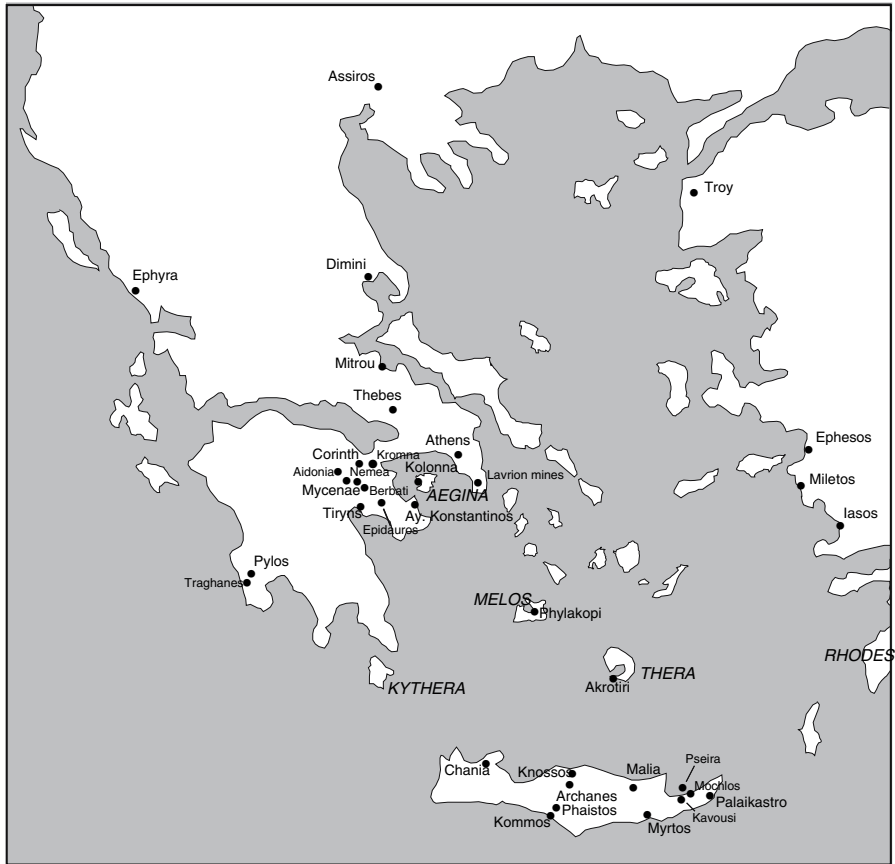 Assiros
Troy
Ephyra
Dimini
Mitrou
Thebes
Athens
Ephesos
Corinth
Kromna
Aidonia
Nemea
Kolonna
Lavrion mines
Miletos
Mycenae
Berbati
AEGINA
Tiryns
Ay. Konstantinos
Iasos
Epidauros
Pylos
Traghanes
MELOS
Phylakopi
RHODES
THERA
KYTHERA
Akrotiri
Pseira
Chania
Knossos
Malia
Mochlos
Archanes
Palaikastro
Phaistos
Kavousi
Kommos
Myrtos